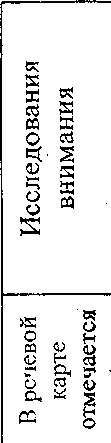 Исследования
внимания
В речевой
карте
отмечается